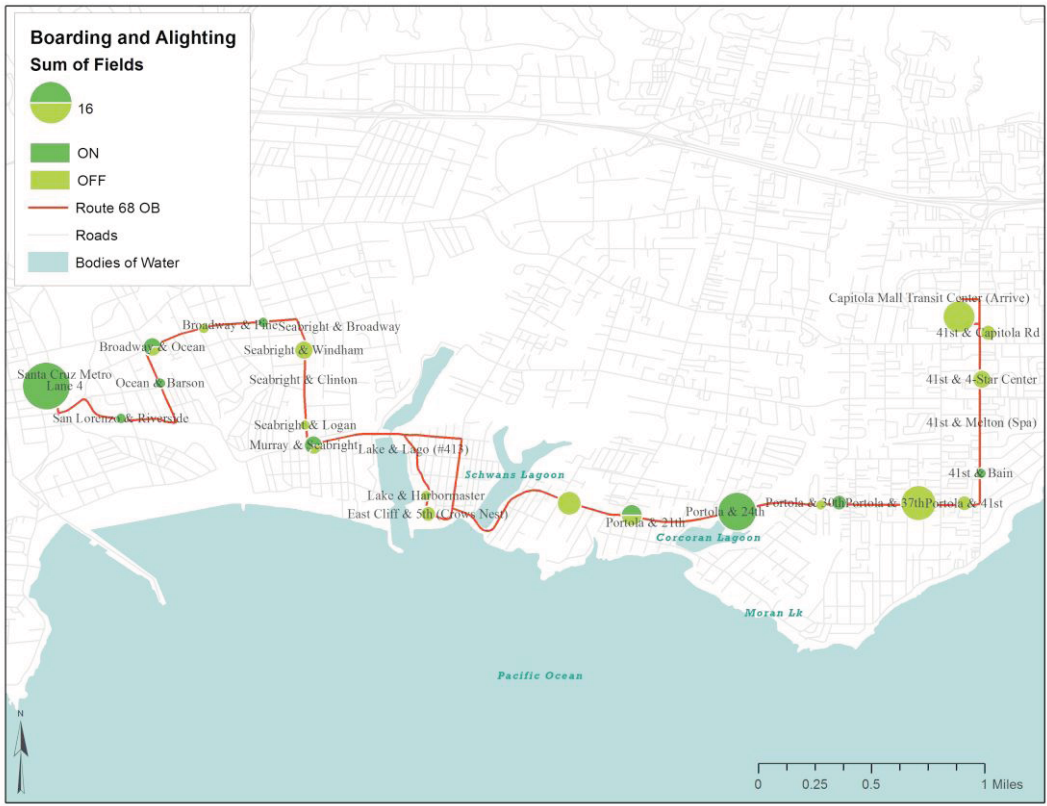 Boarding and Alighting
Sum of Fields
16
ON
OFF
Route 68 OB
Roads
Bodies of Water
Capitola Mall Transit Center (Arrive)
Broadway & Pine
Seabright & Broadway
41st & Capitola Rd
Broadway & Ocean
Seabright & Windham
Santa Cruz Metro
Lane 4
Ocean & Barson
Seabright & Clinton
41st & 4-Star Center
San Lorenzo & Riverside
Seabright & Logan
41st & Melton (Spa)
Murray & Seabright
Lake & Lago (#413)
Schwans Lagoon
41st & Bain
Lake & Harbormaster
Portola & 30th
Portola & 37th
Portola & 41st
East Cliff & 5th (Crows Nest)
Portola & 21th
Portola & 24th
Corcoran Lagoon
Moran Lk
Pacific Ocean
N
0 0.25 0.5 1 Miles